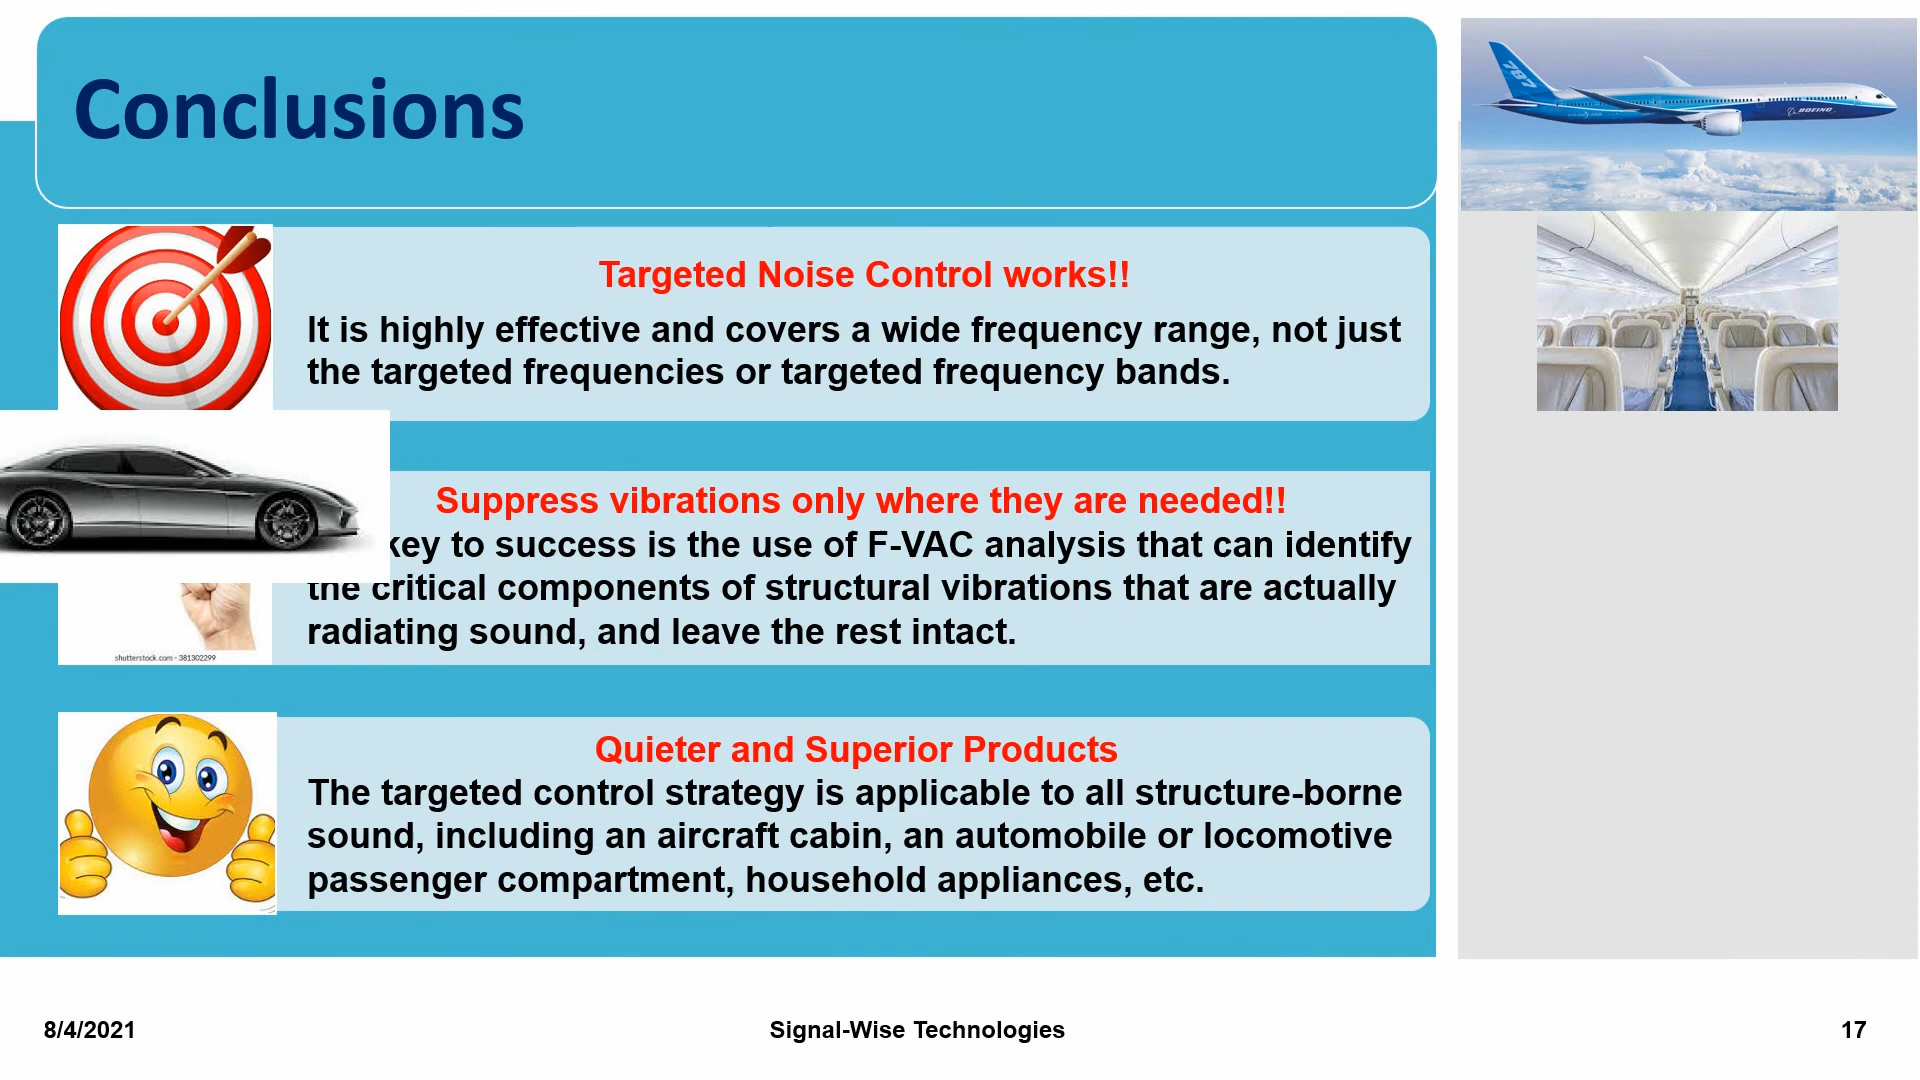 Conclusions
787
BOEING
Targeted Noise Control works!!
It is highly effective and covers a wide frequency range, not just
the targeted frequencies or targeted frequency bands.
Suppress vibrations only where they are needed!!
key to success is the use of F-VAC analysis that can identify
the critical components of structural vibrations that are actually
radiating sound, and leave the rest intact.
shutterstock.com • 381302299
Quieter and Superior Products
The targeted control strategy is applicable to all structure-borne
sound, including an aircraft cabin, an automobile or locomotive
passenger compartment, household appliances, etc.
8/4/2021
Signal-Wise Technologies
17